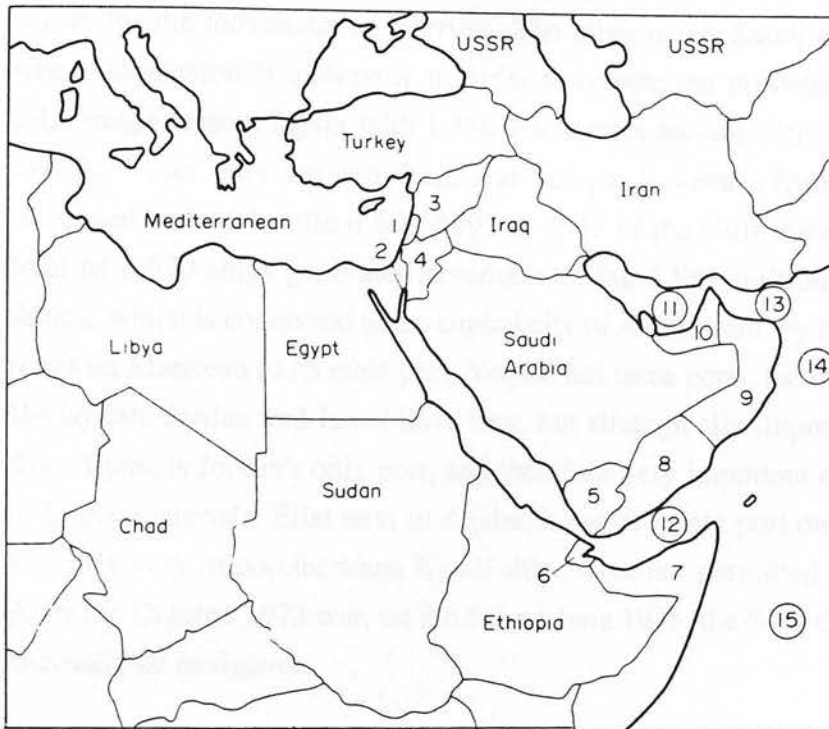 USSR USSR
Turkey
3
Iran
Mediterranean
Iraq
2
4
11
13
10
Libya
Egypt
Saudi
Arabia
14
9
8
Sudan
5
Chad
12
6
7
15
Ethiopia